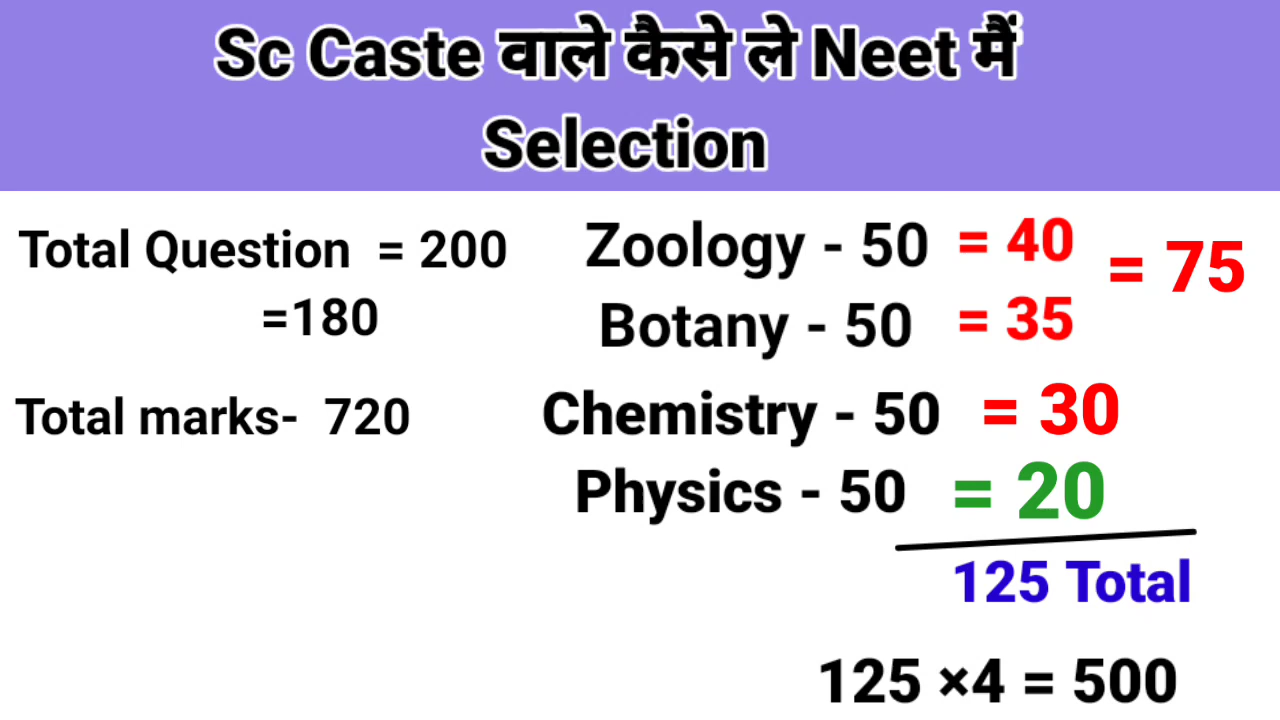 Sc Caste वाले कैसे ले Neet मैं
Selection
Total Question = 200
=180
Total marks- 720
Zoology - 50 = 40
Botany - 50 = 35
= 75
Chemistry - 50 = 30
Physics - 50 = 20
125 Total
125 ×4 = 500